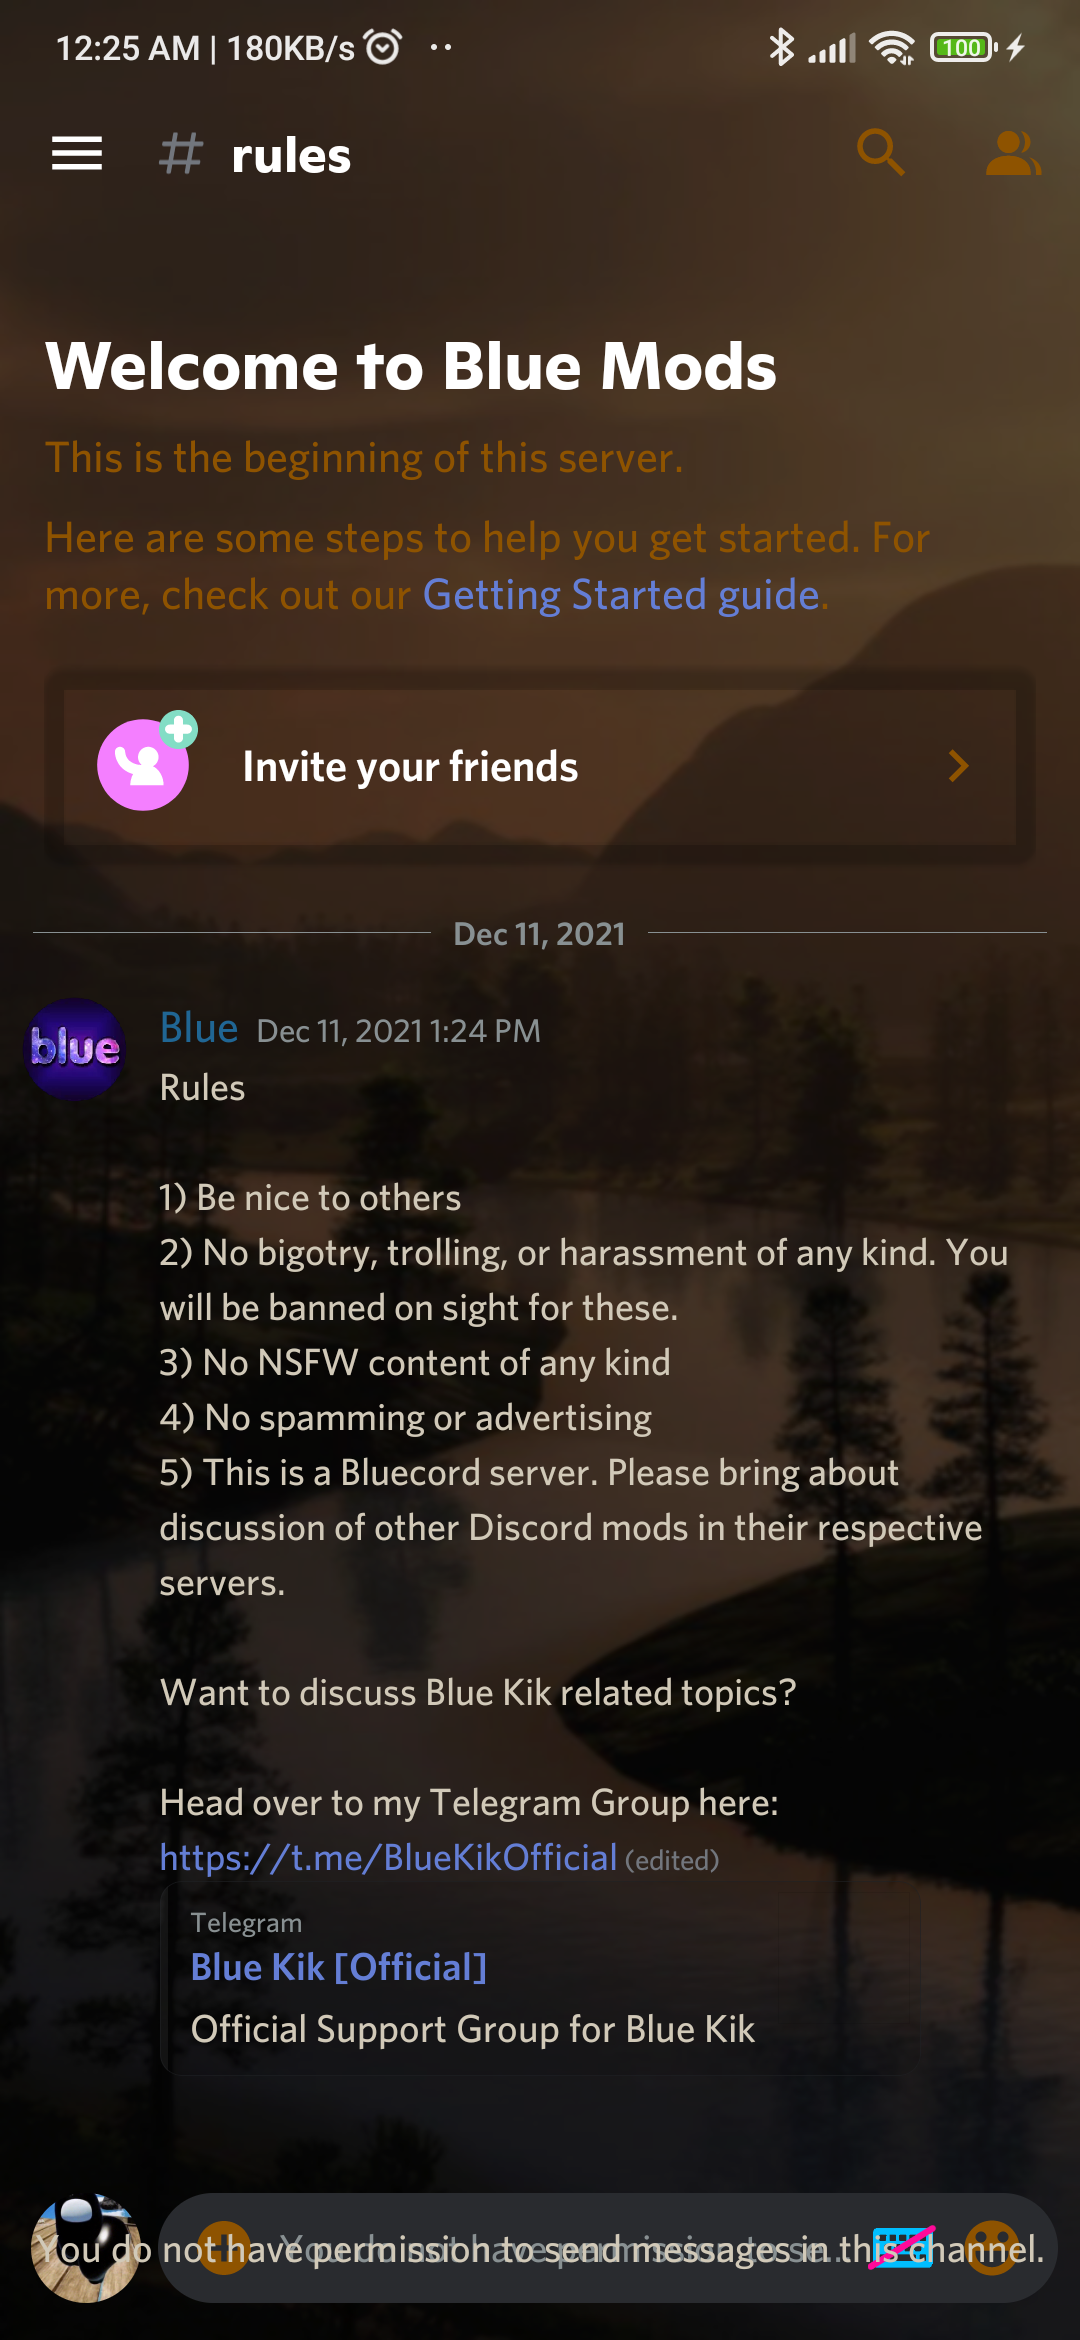 12:25 AM | 180KB/s
100
# rules
Welcome to Blue Mods
This is the beginning of this server.
Here are some steps to help you get started. For
more, check out our Getting Started guide.
Invite your friends
Dec 11, 2021
blue
Blue Dec 11, 2021 1:24 PM
Rules
1) Be nice to others
2) No bigotry, trolling, or harassment of any kind. You
will be banned on sight for these.
3) No NSFW content of any kind
4) No spamming or advertising
5) This is a Bluecord server. Please bring about
discussion of other Discord mods in their respective
servers.
Want to discuss Blue Kik related topics?
Head over to my Telegram Group here:
https://t.me/BlueKikOfficial (edited)
Telegram
Blue Kik [Official]
Official Support Group for Blue Kik
You do not have permission to send messages in this channel.
You do not have permission to se...